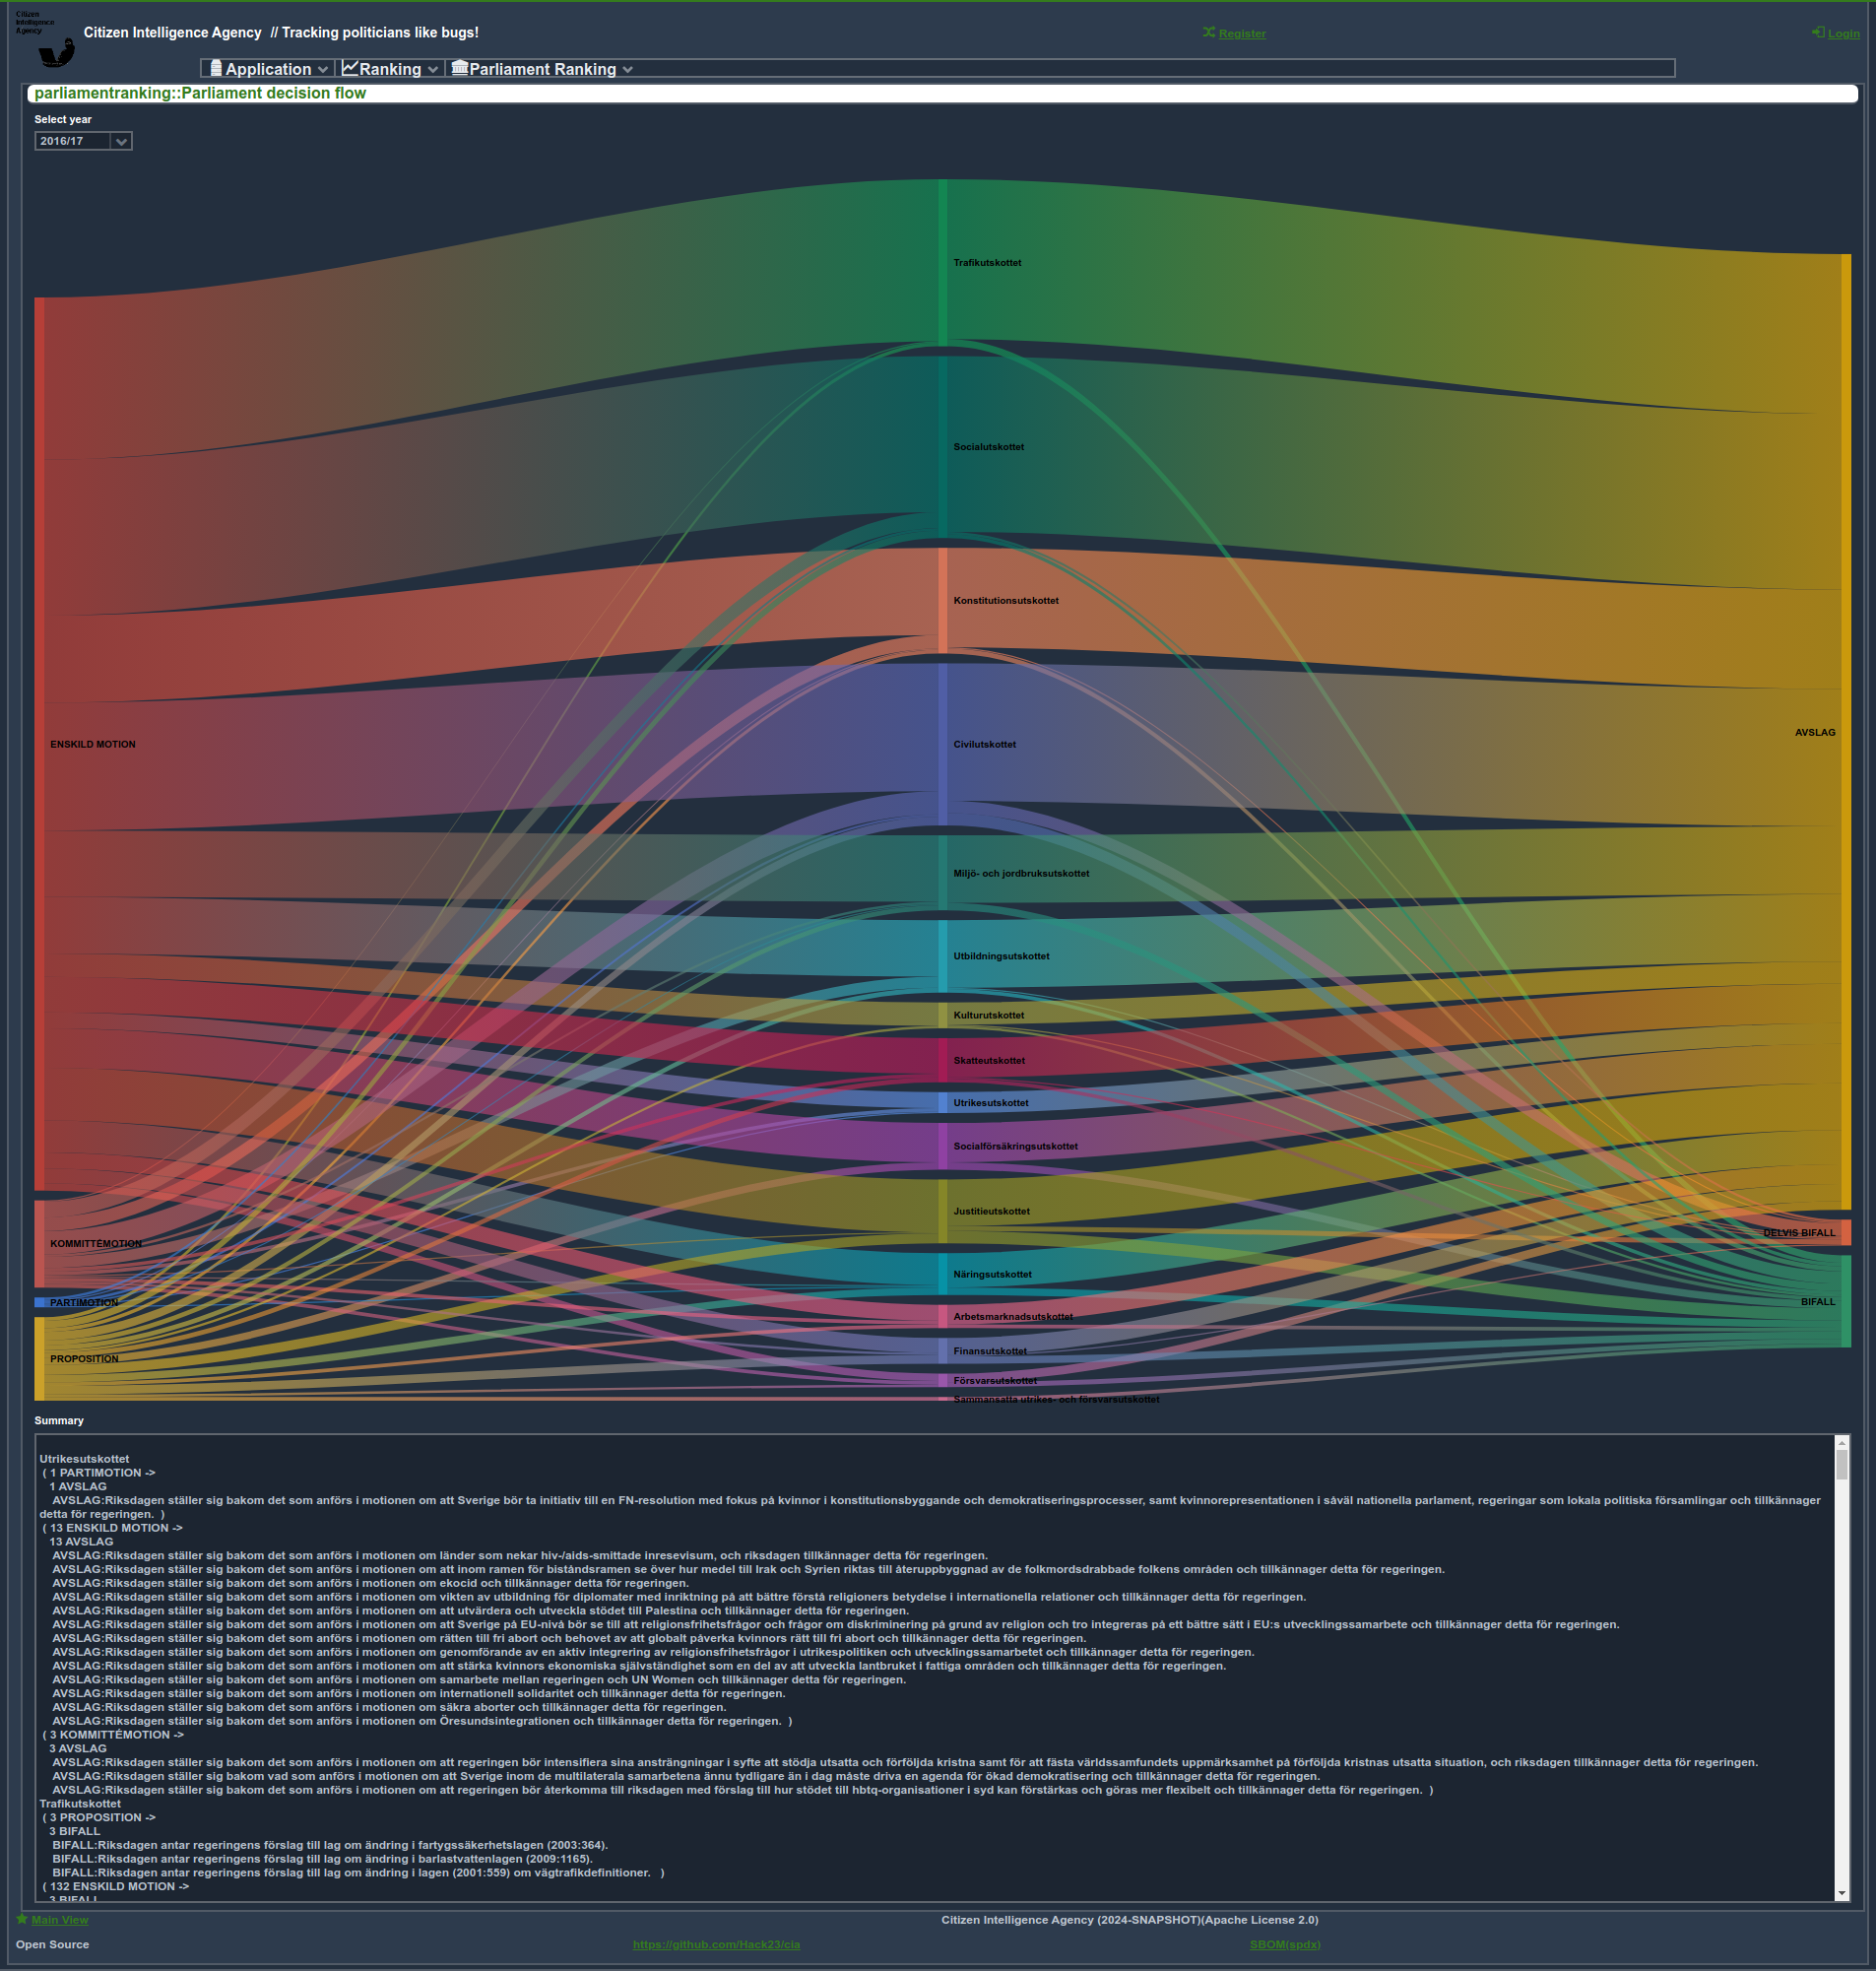 Citizen
Intelligence
Agency
Citizen Intelligence Agency // Tracking politicians like bugs!
Register
Login
Application
Ranking
Parliament Ranking
parliamentranking::Parliament decision flow
Select year
2016/17
Trafikutskottet
Socialutskottet
Konstitutionsutskottet
ENSKILD MOTION
Civilutskottet
AVSLAG
Miljö- och jordbruksutskottet
Utbildningsutskottet
Kulturutskottet
Skatteutskottet
Utrikesutskottet
Socialförsäkringsutskottet
Justitieutskottet
DELVIS BIFALL
KOMMITTÉMOTION
Näringsutskottet
PARTIMOTION
BIFALL
Arbetsmarknadsutskottet
Finansutskottet
PROPOSITION
Försvarsutskottet
Sammansatta utrikes- och försvarsutskottet
Summary
Utrikesutskottet
( 1 PARTIMOTION ->
1 AVSLAG
AVSLAG:Riksdagen ställer sig bakom det som anförs i motionen om att Sverige bör ta initiativ till en FN-resolution med fokus på kvinnor i konstitutionsbyggande och demokratiseringsprocesser, samt kvinnorepresentationen i såväl nationella parlament, regeringar som lokala politiska församlingar och tillkännager
detta för regeringen. )
( 13 ENSKILD MOTION ->
13 AVSLAG
AVSLAG:Riksdagen ställer sig bakom det som anförs i motionen om länder som nekar hiv-/aids-smittade inresevisum, och riksdagen tillkännager detta för regeringen.
AVSLAG:Riksdagen ställer sig bakom det som anförs i motionen om att inom ramen för biståndsramen se över hur medel till Irak och Syrien riktas till återuppbyggnad av de folkmordsdrabbade folkens områden och tillkännager detta för regeringen.
AVSLAG:Riksdagen ställer sig bakom det som anförs i motionen om ekocid och tillkännager detta för regeringen.
AVSLAG:Riksdagen ställer sig bakom det som anförs i motionen om vikten av utbildning för diplomater med inriktning på att bättre förstå religioners betydelse i internationella relationer och tillkännager detta för regeringen.
AVSLAG:Riksdagen ställer sig bakom det som anförs i motionen om att utvärdera och utveckla stödet till Palestina och tillkännager detta för regeringen.
AVSLAG:Riksdagen ställer sig bakom det som anförs i motionen om att Sverige på EU-nivå bör se till att religionsfrihetsfrågor och frågor om diskriminering på grund av religion och tro integreras på ett bättre sätt i EU:s utvecklingssamarbete och tillkännager detta för regeringen.
AVSLAG:Riksdagen ställer sig bakom det som anförs i motionen om rätten till fri abort och behovet av att globalt påverka kvinnors rätt till fri abort och tillkännager detta för regeringen.
AVSLAG:Riksdagen ställer sig bakom det som anförs i motionen om genomförande av en aktiv integrering av religionsfrihetsfrågor i utrikespolitiken och utvecklingssamarbetet och tillkännager detta för regeringen.
AVSLAG:Riksdagen ställer sig bakom det som anförs i motionen om att stärka kvinnors ekonomiska självständighet som en del av att utveckla lantbruket i fattiga områden och tillkännager detta för regeringen.
AVSLAG:Riksdagen ställer sig bakom det som anförs i motionen om samarbete mellan regeringen och UN Women och tillkännager detta för regeringen.
AVSLAG:Riksdagen ställer sig bakom det som anförs i motionen om internationell solidaritet och tillkännager detta för regeringen.
AVSLAG:Riksdagen ställer sig bakom det som anförs i motionen om säkra aborter och tillkännager detta för regeringen.
AVSLAG:Riksdagen ställer sig bakom det som anförs i motionen om Öresundsintegrationen och tillkännager detta för regeringen. )
( 3 KOMMITTÉMOTION ->
3 AVSLAG
AVSLAG:Riksdagen ställer sig bakom det som anförs i motionen om att regeringen bör intensifiera sina ansträngningar i syfte att stödja utsatta och förföljda kristna samt för att fästa världssamfundets uppmärksamhet på förföljda kristnas utsatta situation, och riksdagen tillkännager detta för regeringen.
AVSLAG:Riksdagen ställer sig bakom vad som anförs i motionen om att Sverige inom de multilaterala samarbetena ännu tydligare än i dag måste driva en agenda för ökad demokratisering och tillkännager detta för regeringen.
AVSLAG:Riksdagen ställer sig bakom det som anförs i motionen om att regeringen bör återkomma till riksdagen med förslag till hur stödet till hbtq-organisationer i syd kan förstärkas och göras mer flexibelt och tillkännager detta för regeringen. )
Trafikutskottet
( 3 PROPOSITION ->
3 BIFALL
BIFALL:Riksdagen antar regeringens förslag till lag om ändring i fartygssäkerhetslagen (2003:364).
BIFALL:Riksdagen antar regeringens förslag till lag om ändring i barlastvattenlagen (2009:1165).
BIFALL:Riksdagen antar regeringens förslag till lag om ändring i lagen (2001:559) om vägtrafikdefinitioner. )
( 132 ENSKILD MOTION ->
3 BIFALL
Main View
Citizen Intelligence Agency (2024-SNAPSHOT)(Apache License 2.0)
Open Source
https://github.com/Hack23/cia
SBOM(spdx)